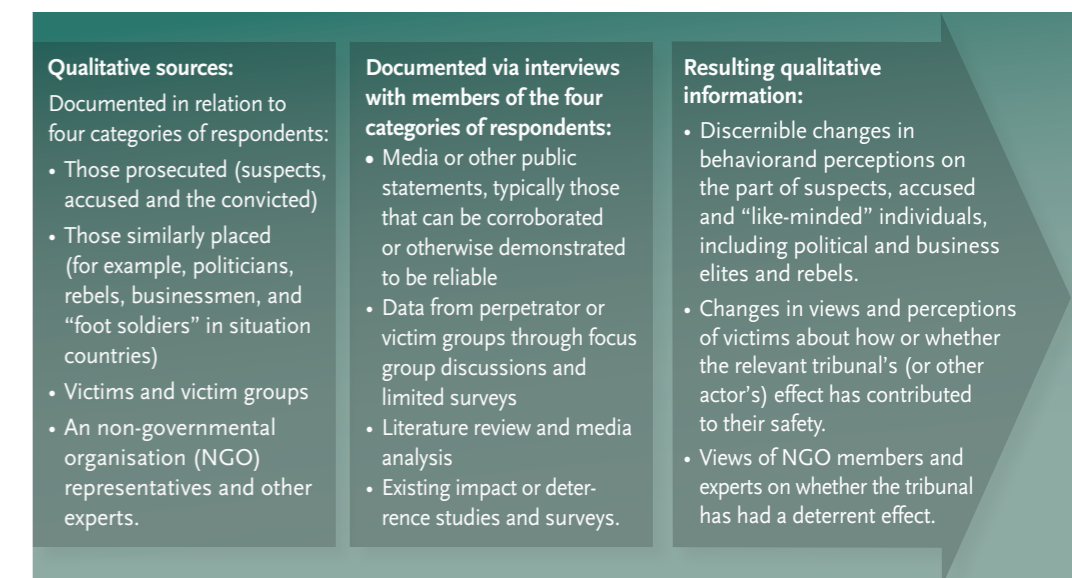 Qualitative sources:
Documented in relation to
four categories of respondents:
• Those prosecuted (suspects,
accused and the convicted)
• Those similarly placed
(for example, politicians,
rebels, businessmen, and
“foot soldiers” in situation
countries)
• Victims and victim groups
• An non-governmental
organisation (NGO)
representatives and other
experts.
Documented via interviews
with members of the four
categories of respondents:
• Media or other public
statements, typically those
that can be corroborated
or otherwise demonstrated
to be reliable
• Data from perpetrator or
victim groups through focus
group discussions and
limited surveys
• Literature review and media
analysis
• Existing impact or deter-
rence studies and surveys.
Resulting qualitative
information:
• Discernible changes in
behaviorand perceptions on
the part of suspects, accused
and “like-minded” individuals,
including political and business
elites and rebels.
• Changes in views and perceptions
of victims about how or whether
the relevant tribunal’s (or other
actor’s) effect has contributed
to their safety.
• Views of NGO members and
experts on whether the tribunal
has had a deterrent effect.